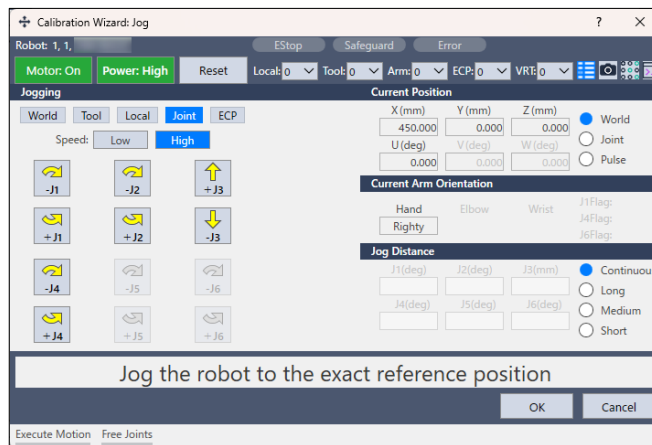 Calibration Wizard: Jog
Robot: 1, 1,
EStop Safeguard Error
Motor: On Power: High Reset Local: 0 Tool: 0 Arm: 0 ECP: 0 VRT: 0
Jogging
World Tool Local Joint ECP
Speed: Low High
-J1 -J2 +J3
+J1 +J2 -J3
-J4 -J5 -J6
+J4 +J5 +J6
Current Position
X (mm) Y (mm) Z (mm)
450.000 0.000 0.000
U (deg) V (deg) W (deg)
0.000 0.000 0.000
World
Joint
Pulse
Current Arm Orientation
Hand Elbow Wrist
Righty
J1Flag:
J4Flag:
J6Flag:
Jog Distance
J1(deg) J2(deg) J3(mm)
J4(deg) J5(deg) J6(deg)
Continuous
Long
Medium
Short
Jog the robot to the exact reference position
OK Cancel
Execute Motion Free Joints